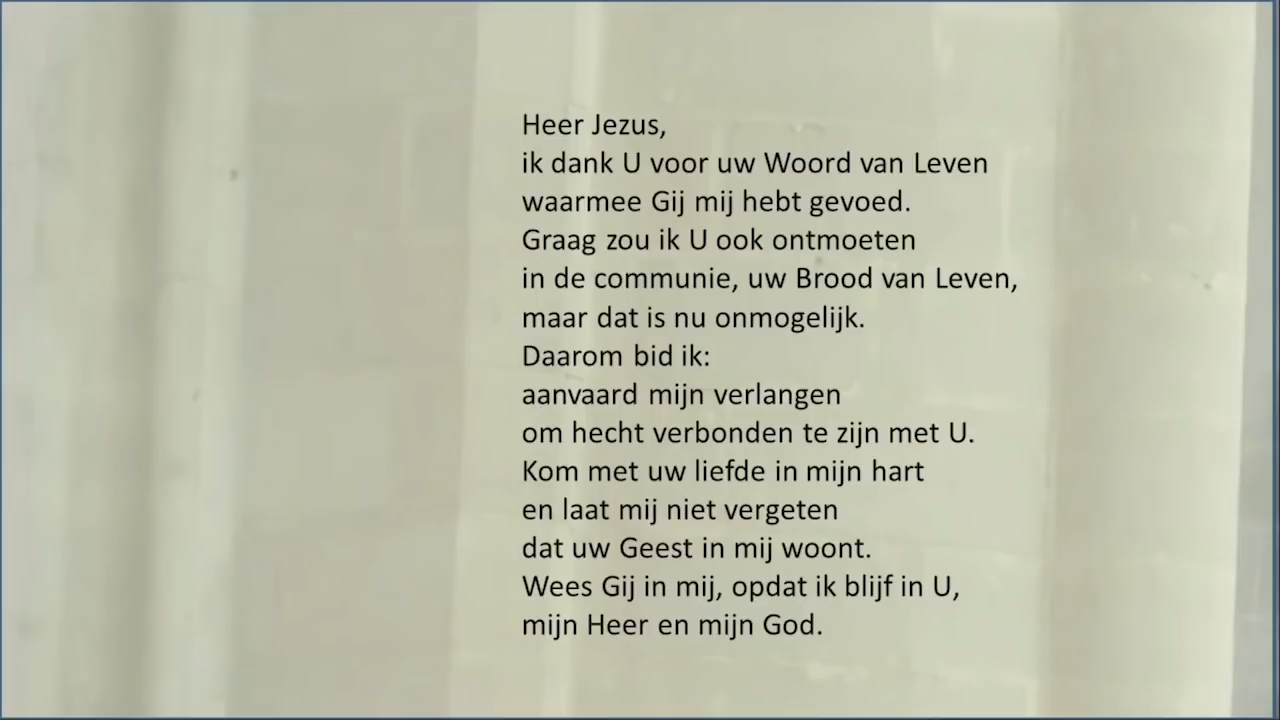 Heer Jezus,
ik dank U voor uw Woord van Leven
waarmee Gij mij hebt gevoed.
Graag zou ik U ook ontmoeten
in de communie, uw Brood van Leven,
maar dat is nu onmogelijk.
Daarom bid ik:
aanvaard mijn verlangen
om hecht verbonden te zijn met U.
Kom met uw liefde in mijn hart
en laat mij niet vergeten
dat uw Geest in mij woont.
Wees Gij in mij, opdat ik blijf in U,
mijn Heer en mijn God.